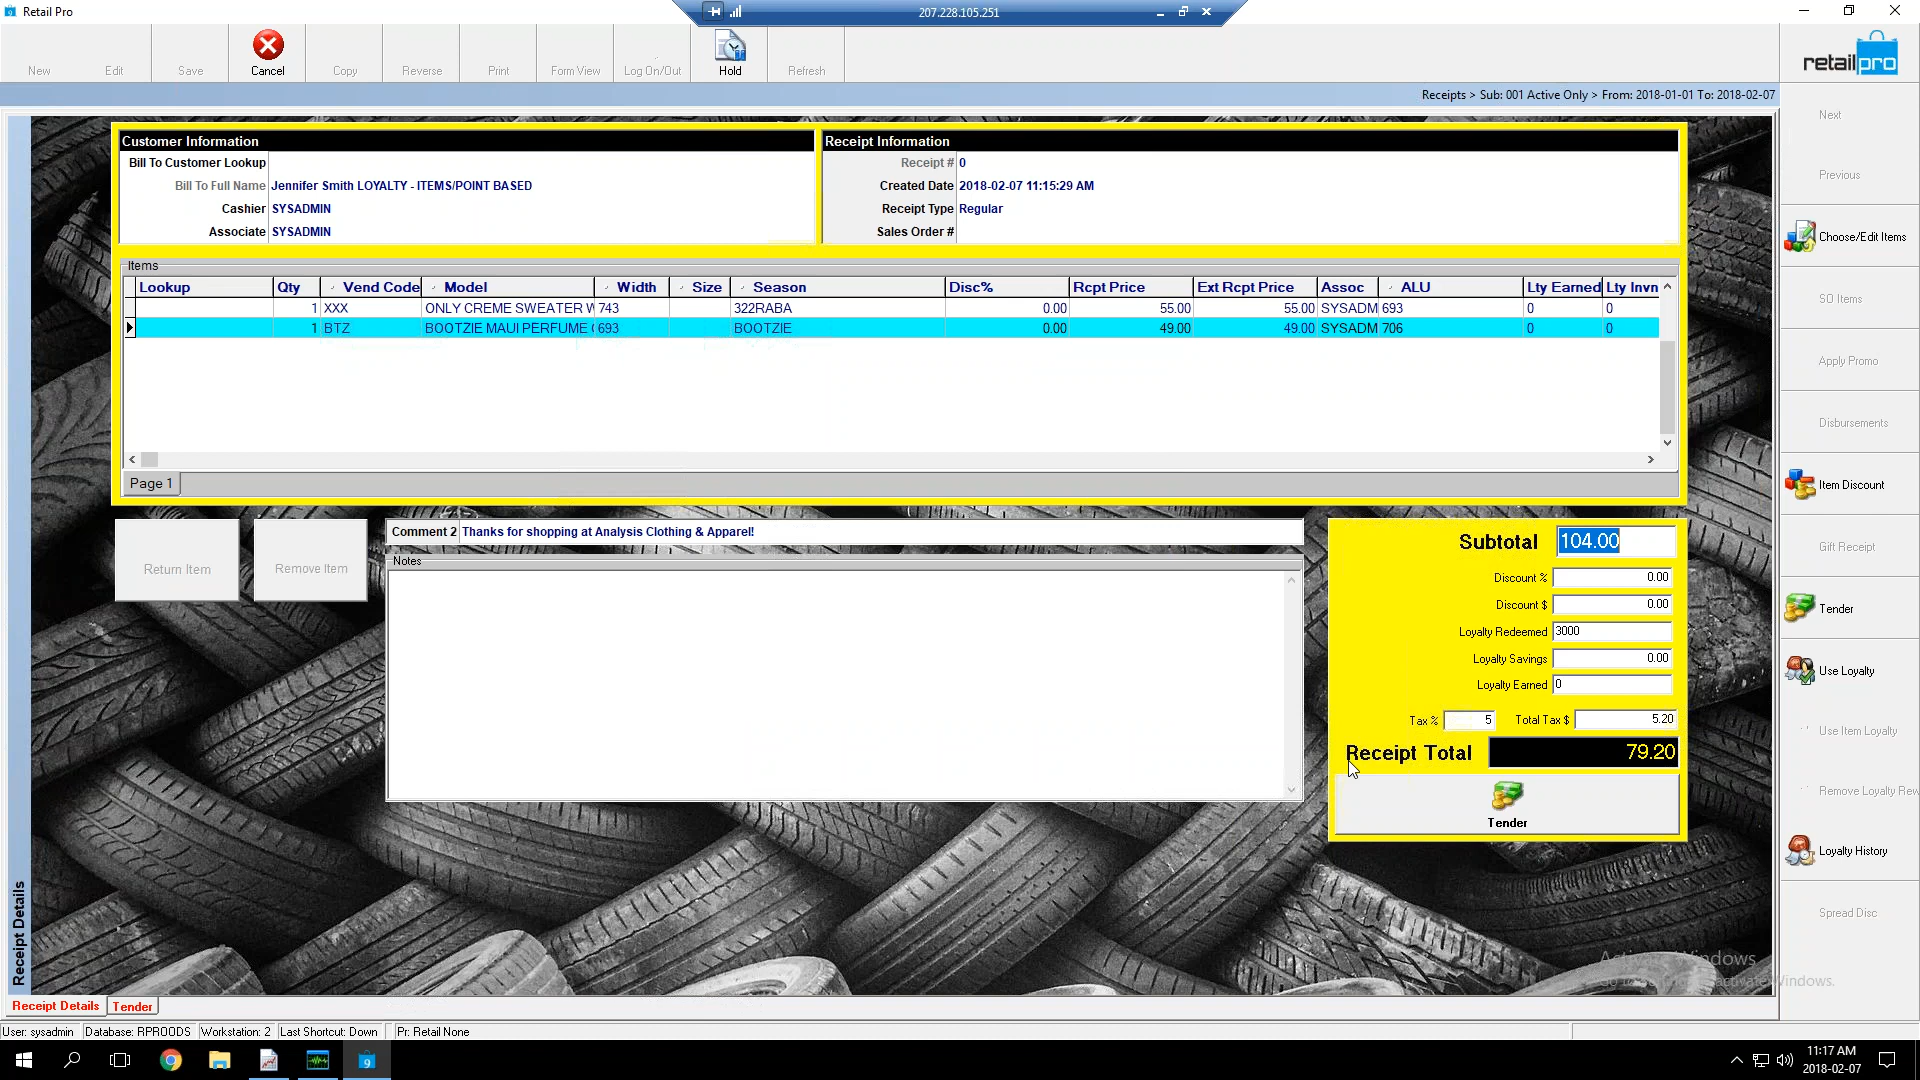 Retail Pro
207.228.105.251
New
Edit
Save
Cancel
Copy
Reverse
Print
Form View
Log On/Out
Hold
Refresh
retailpro
Receipts > Sub: 001 Active Only > From: 2018-01-01 To: 2018-02-07
Customer Information
Bill To Customer Lookup
Bill To Full Name Jennifer Smith LOYALTY - ITEMS/POINT BASED
Cashier SYSADMIN
Associate SYSADMIN
Receipt Information
Receipt # 0
Created Date 2018-02-07 11:15:29 AM
Receipt Type Regular
Sales Order #
Items
Lookup Qty Vend Code Model Width Size Season Disc% Rcpt Price Ext Rcpt Price Assoc ALU Lty Earned Lty Invn
1 XXX ONLY CREME SWEATER W 743 322RABA 0.00 55.00 55.00 SYSADM 693 0 0
1 BTZ BOOTZIE MAUI PERFUME ( 693 BOOTZIE 0.00 49.00 49.00 SYSADM 706 0 0
Page 1
Return Item
Remove Item
Comment 2 Thanks for shopping at Analysis Clothing & Apparel!
Notes
Subtotal 104.00
Discount % 0.00
Discount $ 0.00
Loyalty Redeemed 3000
Loyalty Savings 0.00
Loyalty Earned 0
Tax % 5 Total Tax $ 5.20
Receipt Total 79.20
Tender
Next
Previous
Choose/Edit Items
SO Items
Apply Promo
Disbursements
Item Discount
Gift Receipt
Tender
Use Loyalty
Use Item Loyalty
Remove Loyalty Rew
Loyalty History
Spread Disc
Receipt Details
Receipt Details Tender
User: sysadmin Database: RPROODS Workstation: 2 Last Shortcut: Down Pr: Retail None
9
11:17 AM
2018-02-07